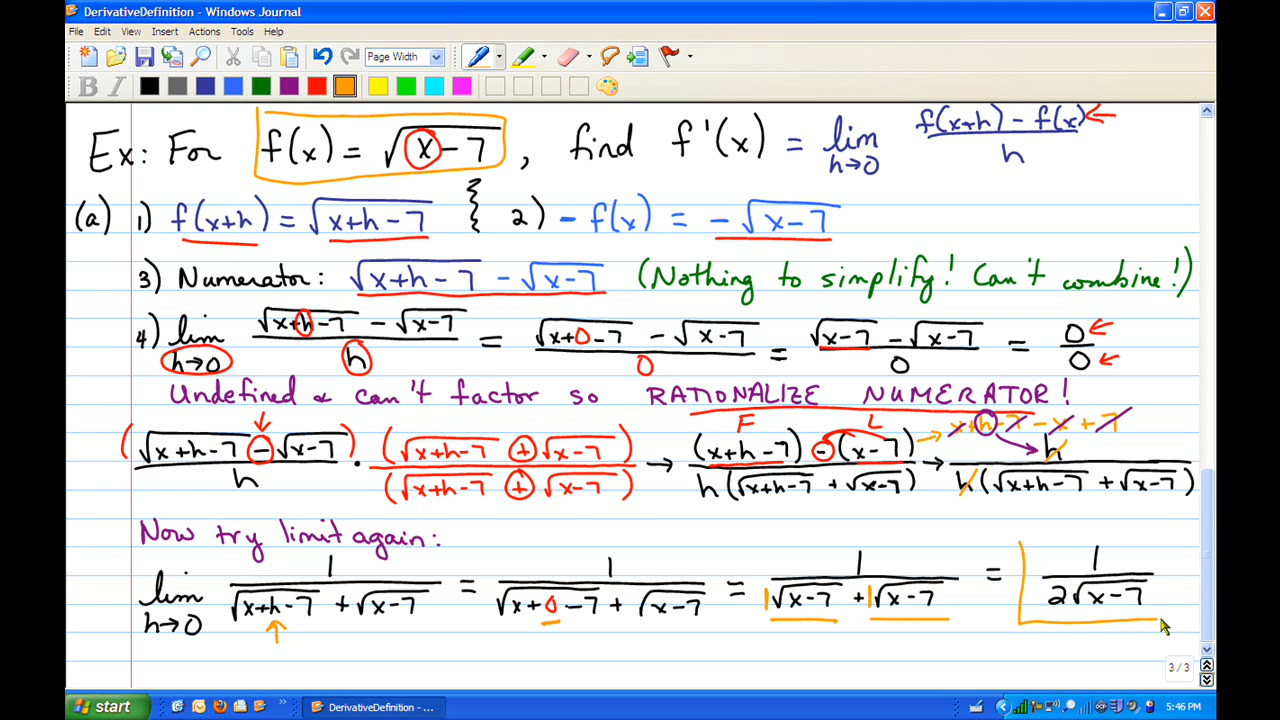 DerivativeDefinition - Windows Journal
File Edit View Insert Actions Tools Help
Page Width
B I
Ex: For f(x) = √(x-7) , find f'(x) = lim h→0 (f(x+h) - f(x))/h
(a) 1) f(x+h) = √(x+h-7) { 2) -f(x) = -√(x-7)
3) Numerator: √(x+h-7) - √(x-7) (Nothing to simplify! Can't combine!)
4) lim h→0 (√(x+h-7) - √(x-7))/h = (√(x+0-7) - √(x-7))/0 = (√(x-7) - √(x-7))/0 = 0/0
Undefined & can't factor so RATIONALIZE NUMERATOR!
F L x+h-7-x+7
(√(x+h-7) - √(x-7))/h · (√(x+h-7) + √(x-7))/(√(x+h-7) + √(x-7)) → ((x+h-7) - (x-7))/(h(√(x+h-7) + √(x-7))) → h/(h(√(x+h-7) + √(x-7)))
Now try limit again:
lim h→0 1/(√(x+h-7) + √(x-7)) = 1/(√(x+0-7) + √(x-7)) = 1/(1√(x-7) + 1√(x-7)) = 1/(2√(x-7))
3 / 3
start DerivativeDefinition - ... 5:46 PM